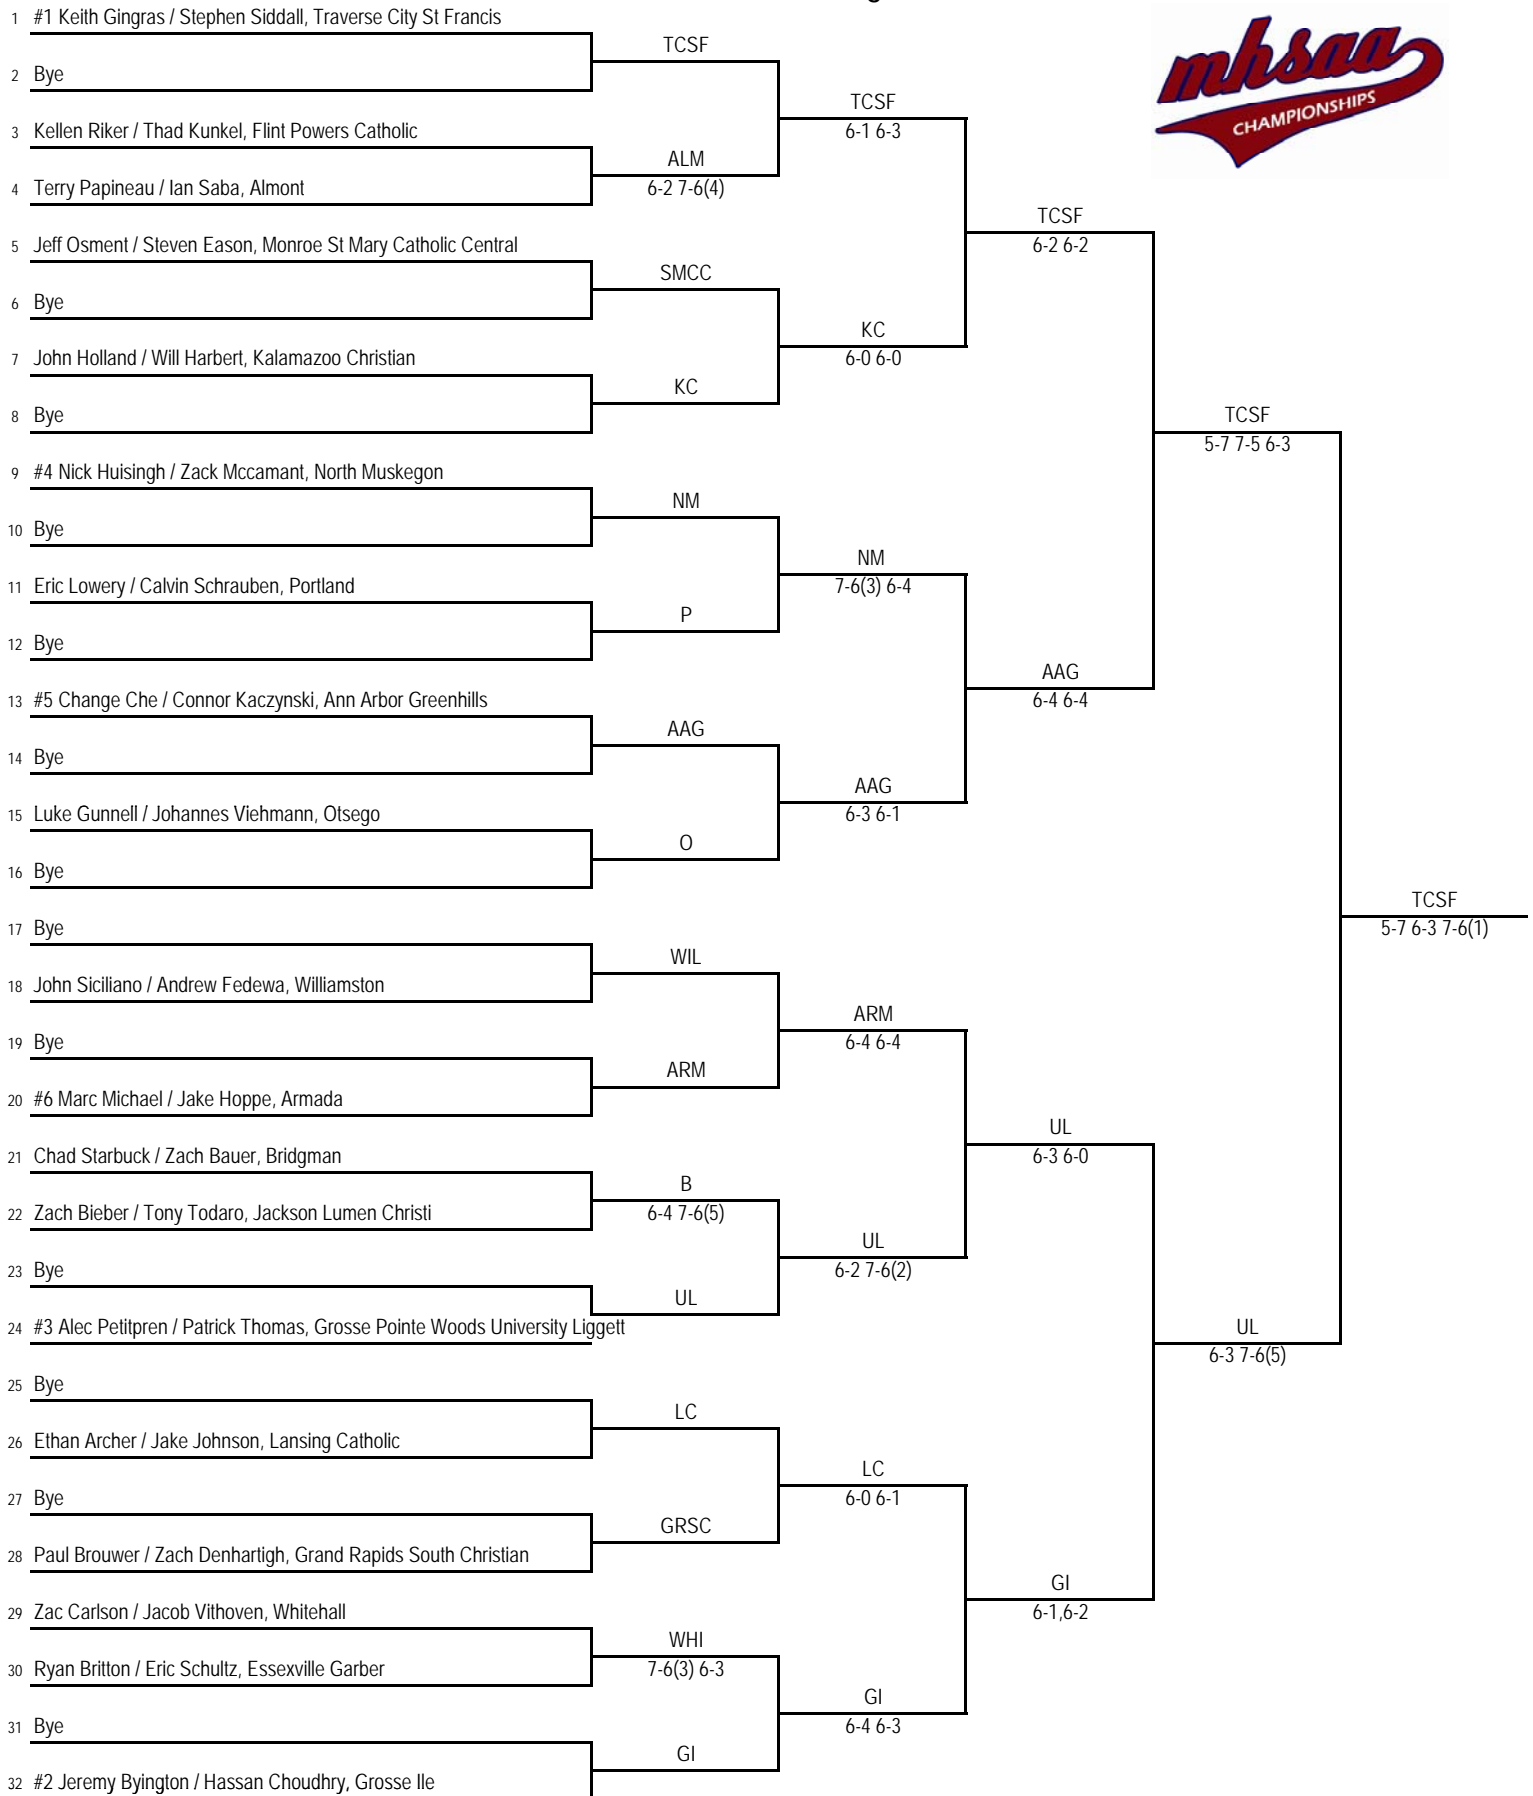 1 #1 Keith Gingras / Stephen Siddall, Traverse City St Francis
mhsaa
CHAMPIONSHIPS
TCSF
2 Bye
TCSF
6-1 6-3
3 Kellen Riker / Thad Kunkel, Flint Powers Catholic
ALM
6-2 7-6(4)
4 Terry Papineau / Ian Saba, Almont
TCSF
6-2 6-2
5 Jeff Osment / Steven Eason, Monroe St Mary Catholic Central
SMCC
6 Bye
KC
6-0 6-0
7 John Holland / Will Harbert, Kalamazoo Christian
KC
8 Bye
TCSF
5-7 7-5 6-3
9 #4 Nick Huisingh / Zack Mccamant, North Muskegon
NM
10 Bye
NM
7-6(3) 6-4
11 Eric Lowery / Calvin Schrauben, Portland
P
12 Bye
AAG
6-4 6-4
13 #5 Change Che / Connor Kaczynski, Ann Arbor Greenhills
AAG
14 Bye
AAG
6-3 6-1
15 Luke Gunnell / Johannes Viehmann, Otsego
O
16 Bye
TCSF
5-7 6-3 7-6(1)
17 Bye
WIL
18 John Siciliano / Andrew Fedewa, Williamston
ARM
6-4 6-4
19 Bye
ARM
20 #6 Marc Michael / Jake Hoppe, Armada
UL
6-3 6-0
21 Chad Starbuck / Zach Bauer, Bridgman
B
6-4 7-6(5)
22 Zach Bieber / Tony Todaro, Jackson Lumen Christi
UL
6-2 7-6(2)
23 Bye
UL
24 #3 Alec Petitpren / Patrick Thomas, Grosse Pointe Woods University Liggett
UL
6-3 7-6(5)
25 Bye
LC
26 Ethan Archer / Jake Johnson, Lansing Catholic
LC
6-0 6-1
27 Bye
GRSC
28 Paul Brouwer / Zach Denhartigh, Grand Rapids South Christian
GI
6-1,6-2
29 Zac Carlson / Jacob Vithoven, Whitehall
WHI
7-6(3) 6-3
30 Ryan Britton / Eric Schultz, Essexville Garber
GI
6-4 6-3
31 Bye
GI
32 #2 Jeremy Byington / Hassan Choudhry, Grosse Ile